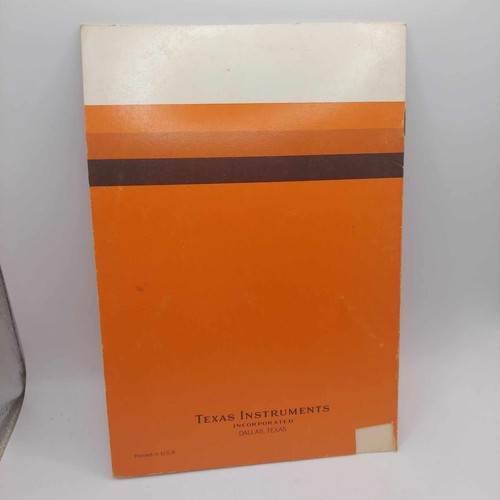 TEXAS INSTRUMENTS
INCORPORATED
DALLAS, TEXAS
Printed in U.S.A.